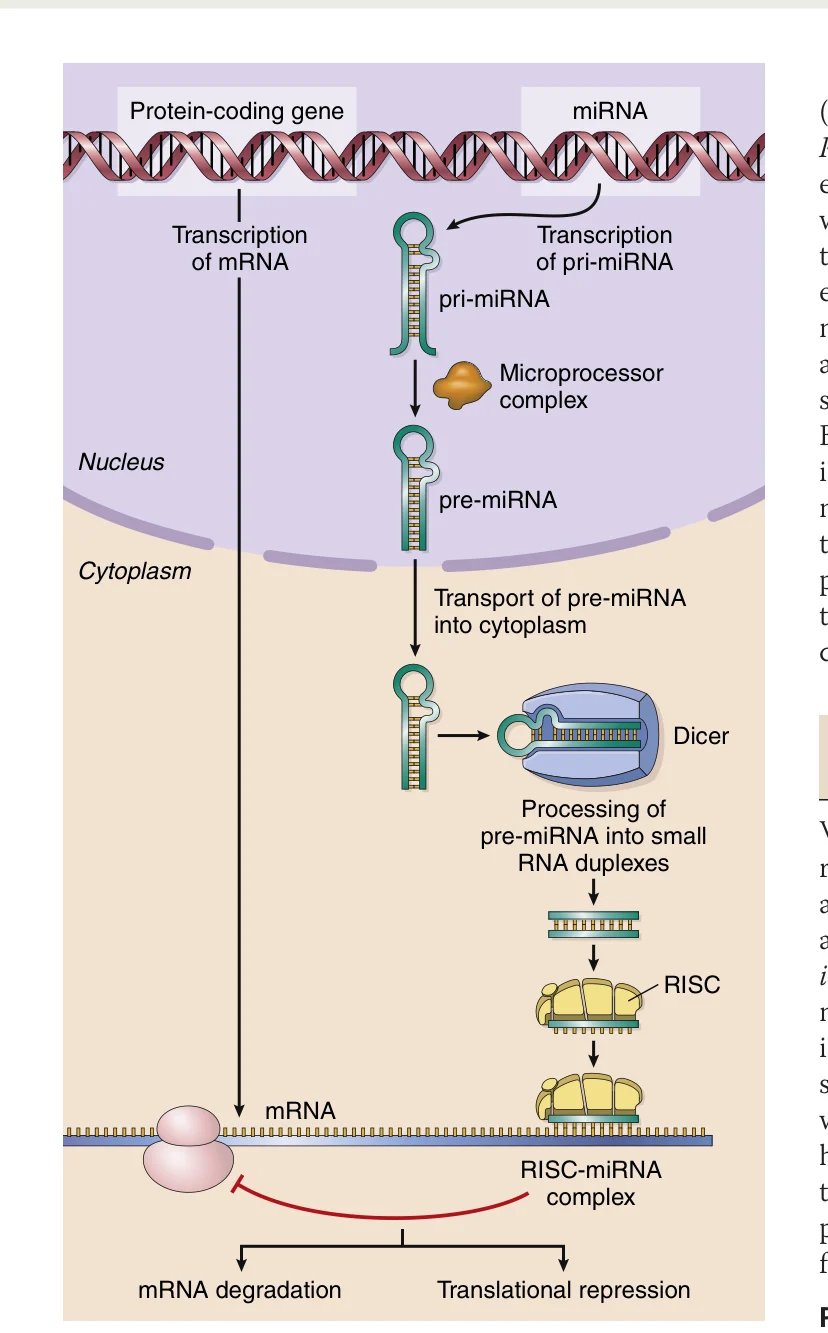 Protein-coding gene
miRNA
Transcription
of mRNA
Transcription
of pri-miRNA
pri-miRNA
Microprocessor
complex
Nucleus
pre-miRNA
Cytoplasm
Transport of pre-miRNA
into cytoplasm
Dicer
Processing of
pre-miRNA into small
RNA duplexes
RISC
mRNA
RISC-miRNA
complex
mRNA degradation
Translational repression